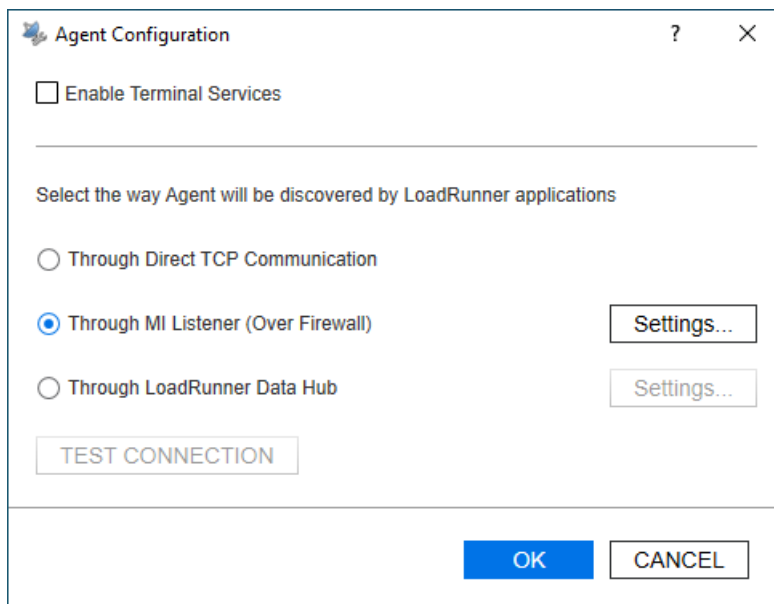 Agent Configuration ?
Enable Terminal Services
Select the way Agent will be discovered by LoadRunner applications
Through Direct TCP Communication
Through MI Listener (Over Firewall) Settings...
Through LoadRunner Data Hub Settings...
TEST CONNECTION
OK CANCEL